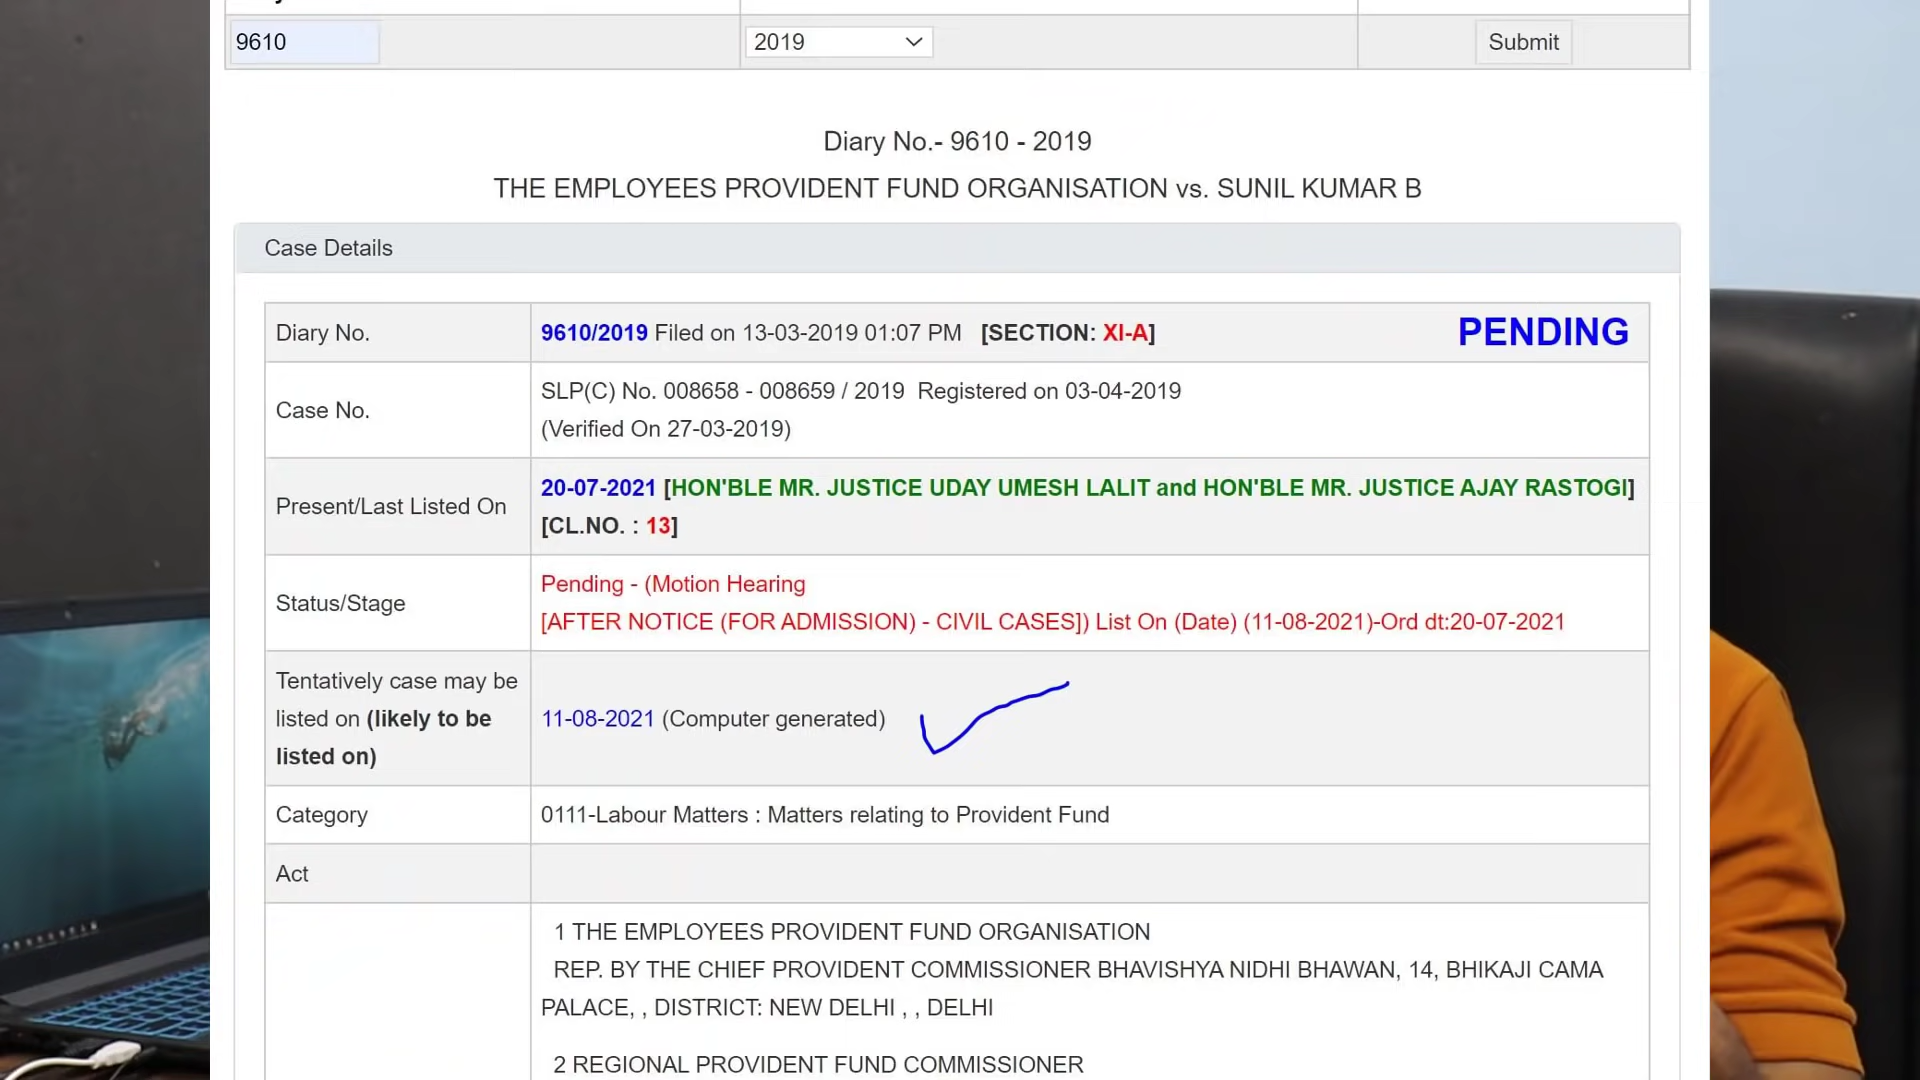 9610 2019 Submit
Diary No.- 9610 - 2019
THE EMPLOYEES PROVIDENT FUND ORGANISATION vs. SUNIL KUMAR B
Case Details
Diary No. 9610/2019 Filed on 13-03-2019 01:07 PM [SECTION: XI-A] PENDING
Case No.
SLP(C) No. 008658 - 008659 / 2019 Registered on 03-04-2019
(Verified On 27-03-2019)
Present/Last Listed On
20-07-2021 [HON'BLE MR. JUSTICE UDAY UMESH LALIT and HON'BLE MR. JUSTICE AJAY RASTOGI]
[CL.NO. : 13]
Status/Stage
Pending - (Motion Hearing
[AFTER NOTICE (FOR ADMISSION) - CIVIL CASES]) List On (Date) (11-08-2021)-Ord dt:20-07-2021
Tentatively case may be
listed on (likely to be
listed on)
11-08-2021 (Computer generated)
Category 0111-Labour Matters : Matters relating to Provident Fund
Act
1 THE EMPLOYEES PROVIDENT FUND ORGANISATION
REP. BY THE CHIEF PROVIDENT COMMISSIONER BHAVISHYA NIDHI BHAWAN, 14, BHIKAJI CAMA
PALACE, , DISTRICT: NEW DELHI , , DELHI
2 REGIONAL PROVIDENT FUND COMMISSIONER